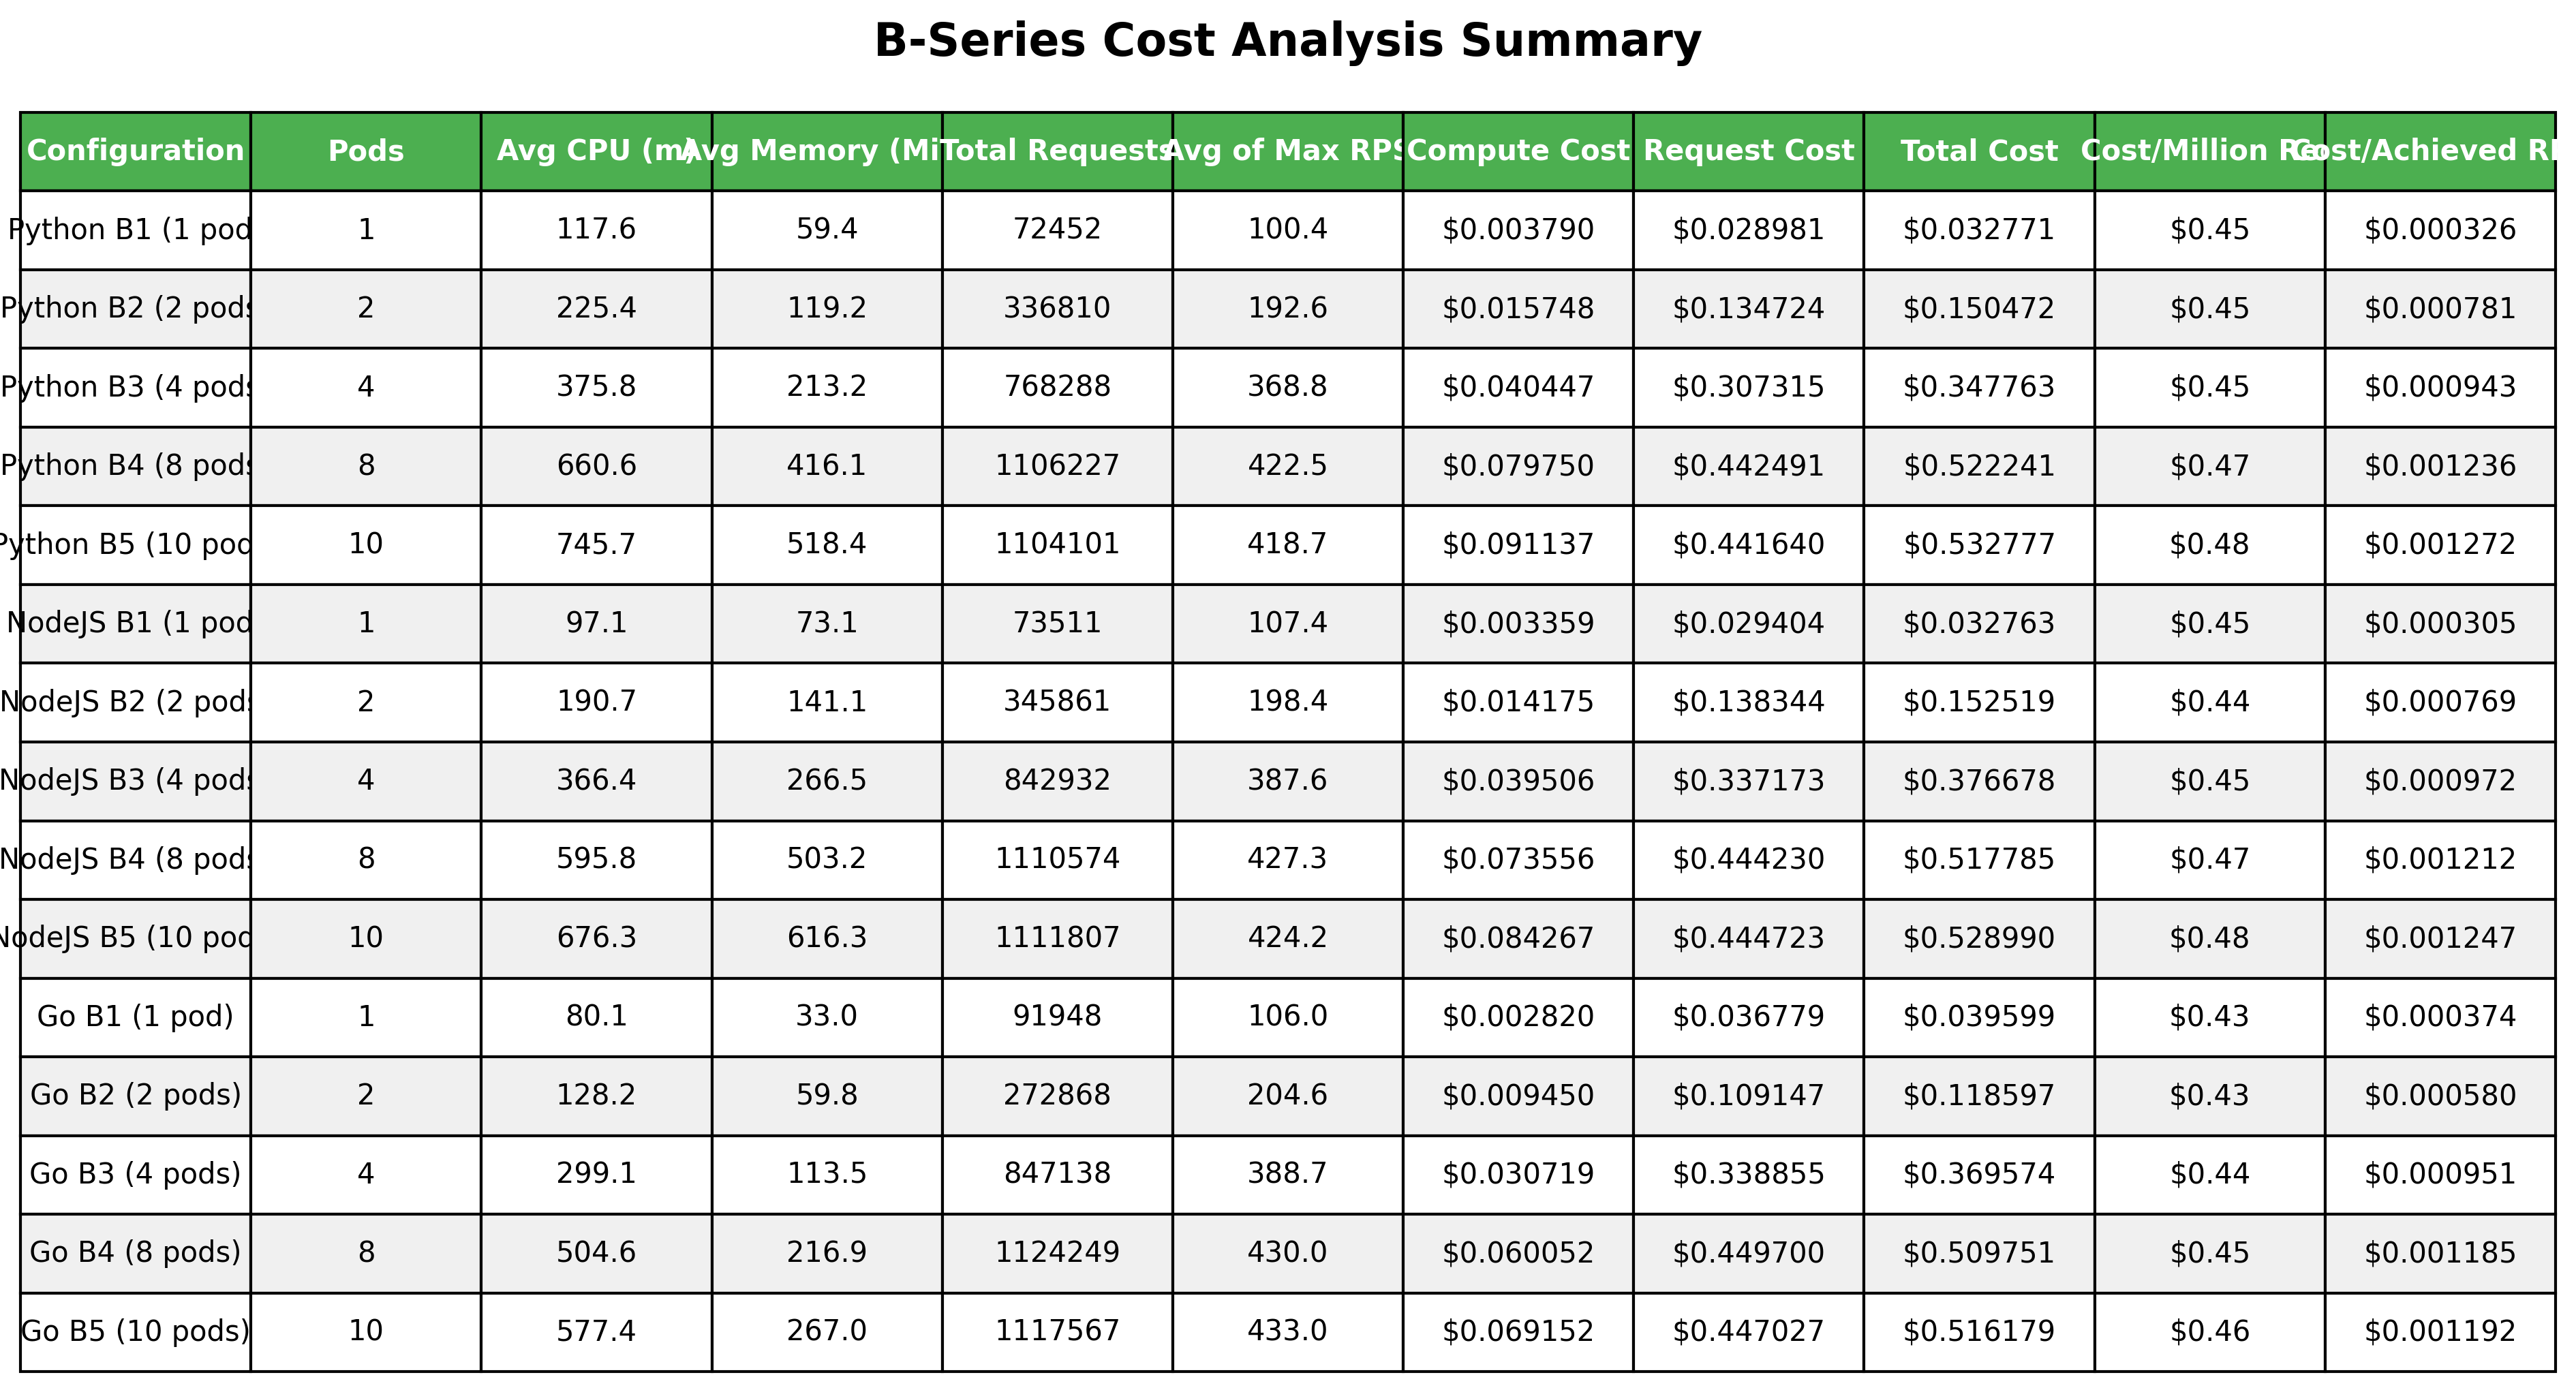 B-Series Cost Analysis Summary
Configuration Pods Avg CPU (m) Avg Memory (Mi Total Requests Avg of Max RPS Compute Cost Request Cost Total Cost Cost/Million Re Cost/Achieved RP
Python B1 (1 pod 1 117.6 59.4 72452 100.4 $0.003790 $0.028981 $0.032771 $0.45 $0.000326
Python B2 (2 pods 2 225.4 119.2 336810 192.6 $0.015748 $0.134724 $0.150472 $0.45 $0.000781
Python B3 (4 pods 4 375.8 213.2 768288 368.8 $0.040447 $0.307315 $0.347763 $0.45 $0.000943
Python B4 (8 pods 8 660.6 416.1 1106227 422.5 $0.079750 $0.442491 $0.522241 $0.47 $0.001236
Python B5 (10 pod 10 745.7 518.4 1104101 418.7 $0.091137 $0.441640 $0.532777 $0.48 $0.001272
NodeJS B1 (1 pod 1 97.1 73.1 73511 107.4 $0.003359 $0.029404 $0.032763 $0.45 $0.000305
NodeJS B2 (2 pods 2 190.7 141.1 345861 198.4 $0.014175 $0.138344 $0.152519 $0.44 $0.000769
NodeJS B3 (4 pods 4 366.4 266.5 842932 387.6 $0.039506 $0.337173 $0.376678 $0.45 $0.000972
NodeJS B4 (8 pods 8 595.8 503.2 1110574 427.3 $0.073556 $0.444230 $0.517785 $0.47 $0.001212
NodeJS B5 (10 pod 10 676.3 616.3 1111807 424.2 $0.084267 $0.444723 $0.528990 $0.48 $0.001247
Go B1 (1 pod) 1 80.1 33.0 91948 106.0 $0.002820 $0.036779 $0.039599 $0.43 $0.000374
Go B2 (2 pods) 2 128.2 59.8 272868 204.6 $0.009450 $0.109147 $0.118597 $0.43 $0.000580
Go B3 (4 pods) 4 299.1 113.5 847138 388.7 $0.030719 $0.338855 $0.369574 $0.44 $0.000951
Go B4 (8 pods) 8 504.6 216.9 1124249 430.0 $0.060052 $0.449700 $0.509751 $0.45 $0.001185
Go B5 (10 pods) 10 577.4 267.0 1117567 433.0 $0.069152 $0.447027 $0.516179 $0.46 $0.001192